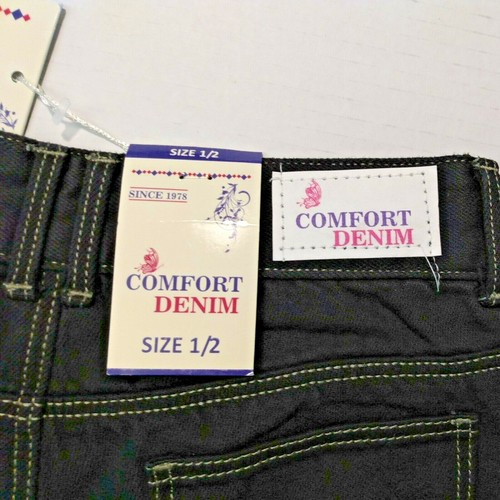 SIZE 1/2
SINCE 1978
COMFORT
DENIM
SIZE 1/2
COMFORT
DENIM